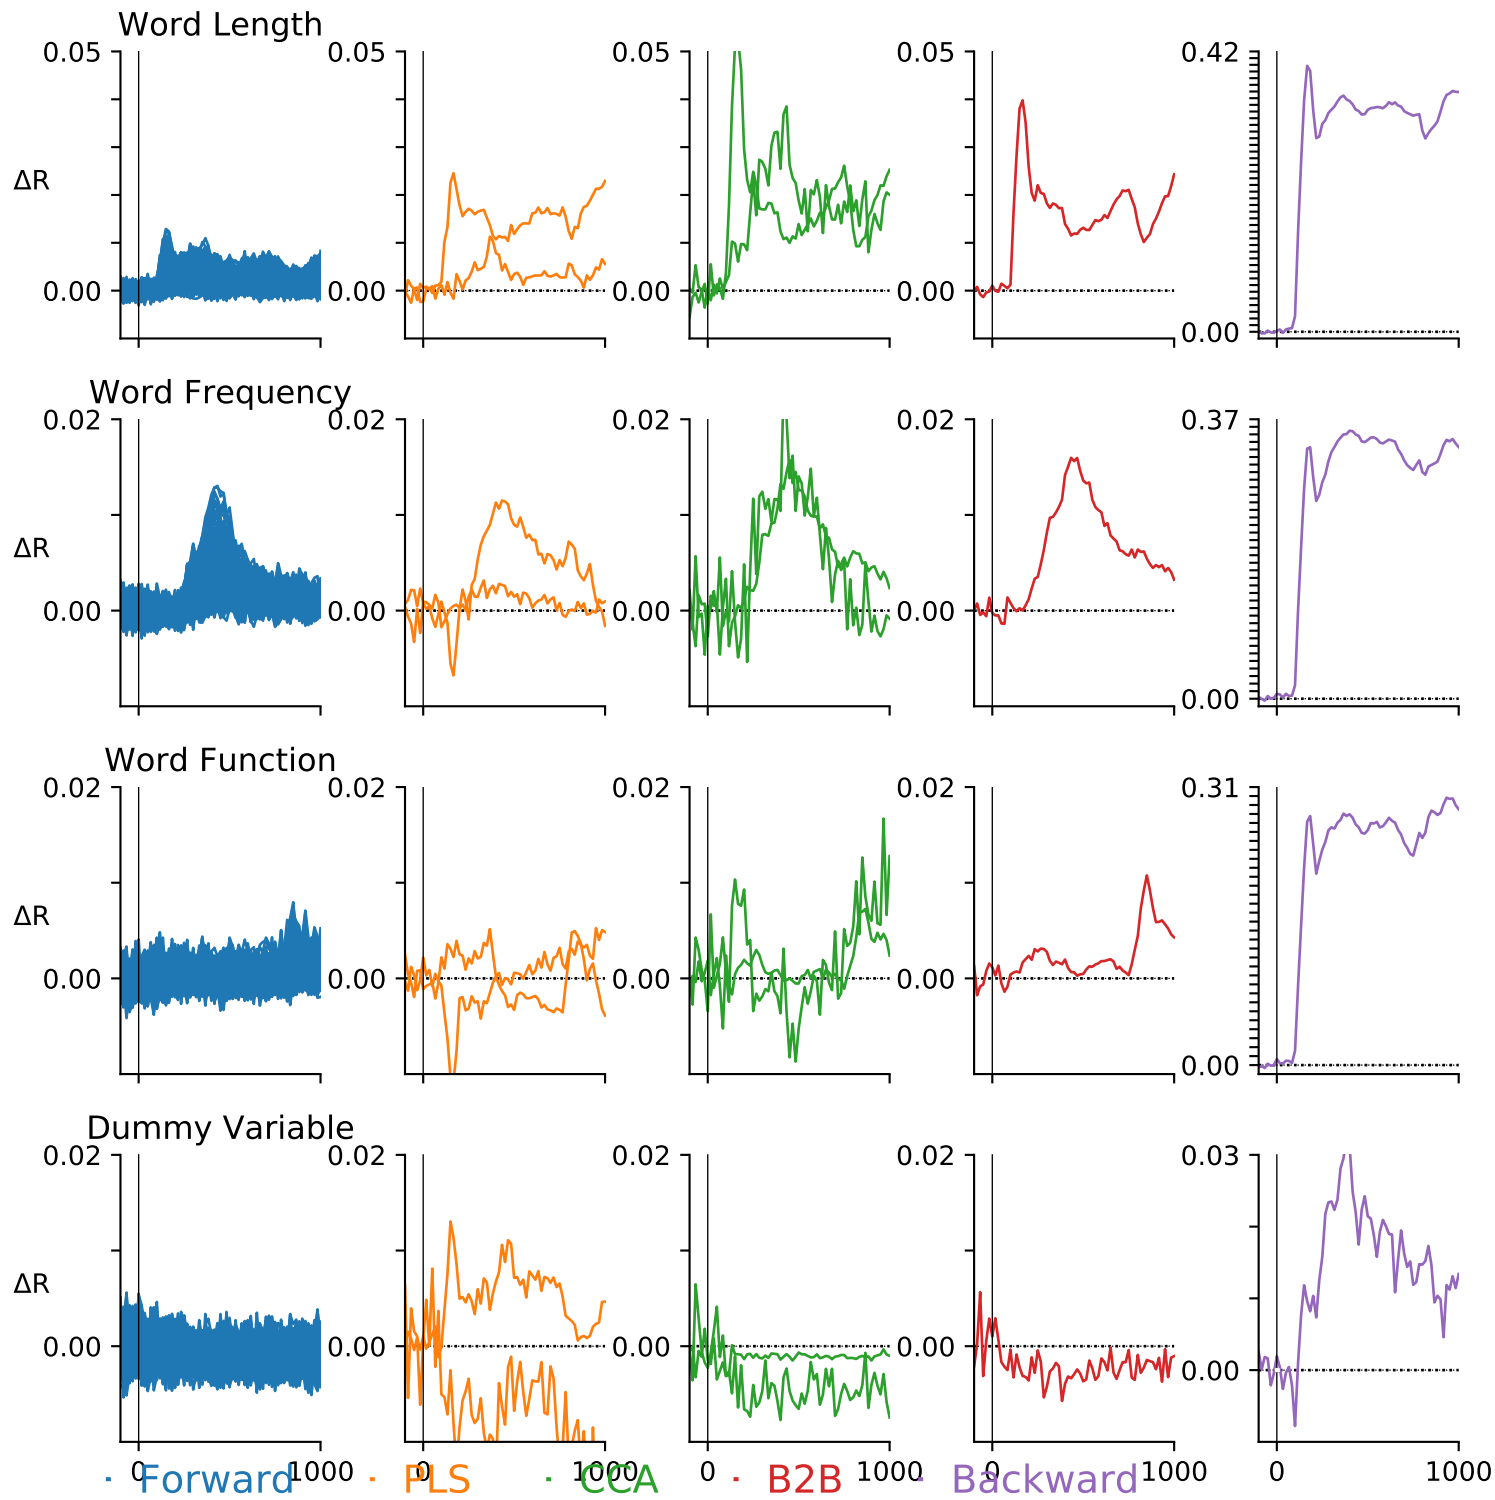 Word Length
0.05 0.05 0.05 0.05 0.42
ΔR
0.00 0.00 0.00 0.00 0.00
Word Frequency
0.02 0.02 0.02 0.02 0.37
ΔR
0.00 0.00 0.00 0.00 0.00
Word Function
0.02 0.02 0.02 0.02 0.31
ΔR
0.00 0.00 0.00 0.00 0.00
Dummy Variable
0.02 0.02 0.02 0.02 0.03
ΔR
0.00 0.00 0.00 0.00 0.00
0 1000 0 1000 0 1000 0 1000 0 1000
Forward PLS CCA B2B Backward